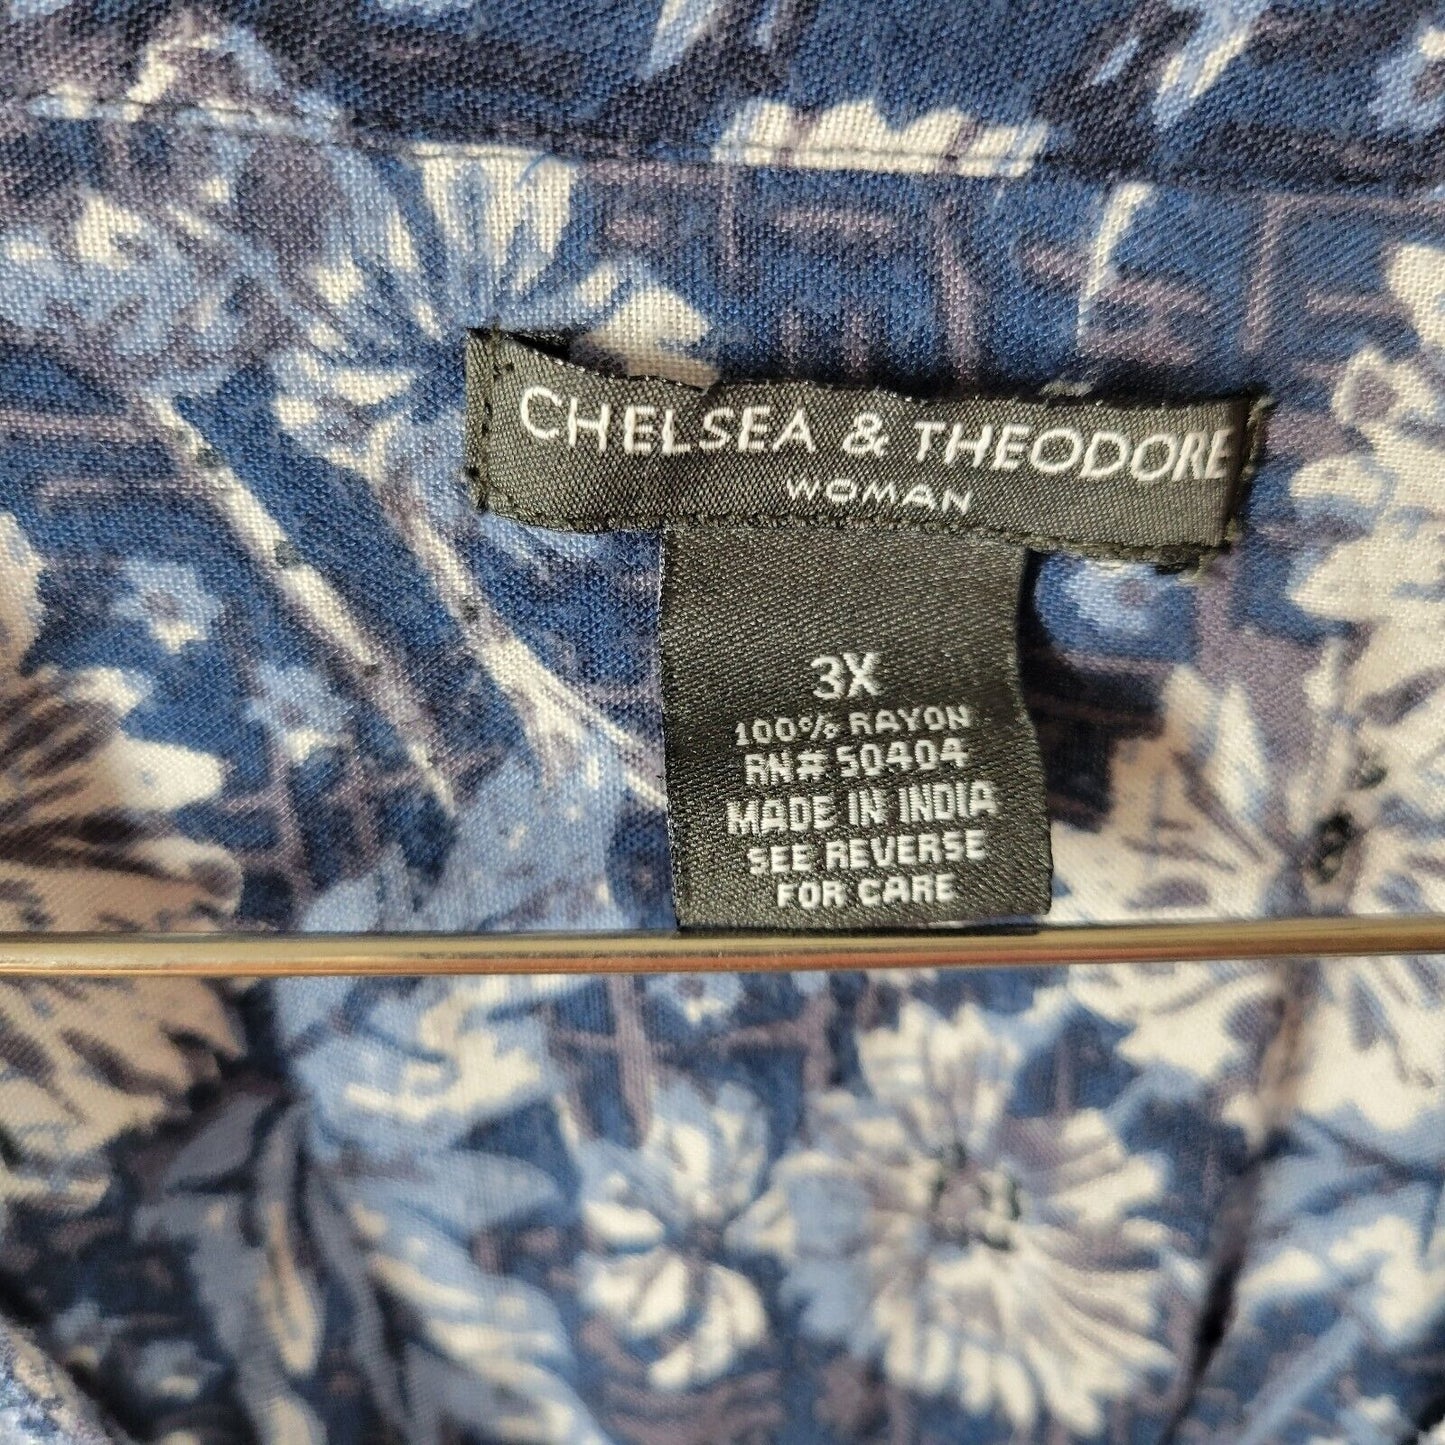 CHELSEA & THEODORE
WOMAN
3X
100% RAYON
RN# 50404
MADE IN INDIA
SEE REVERSE
FOR CARE